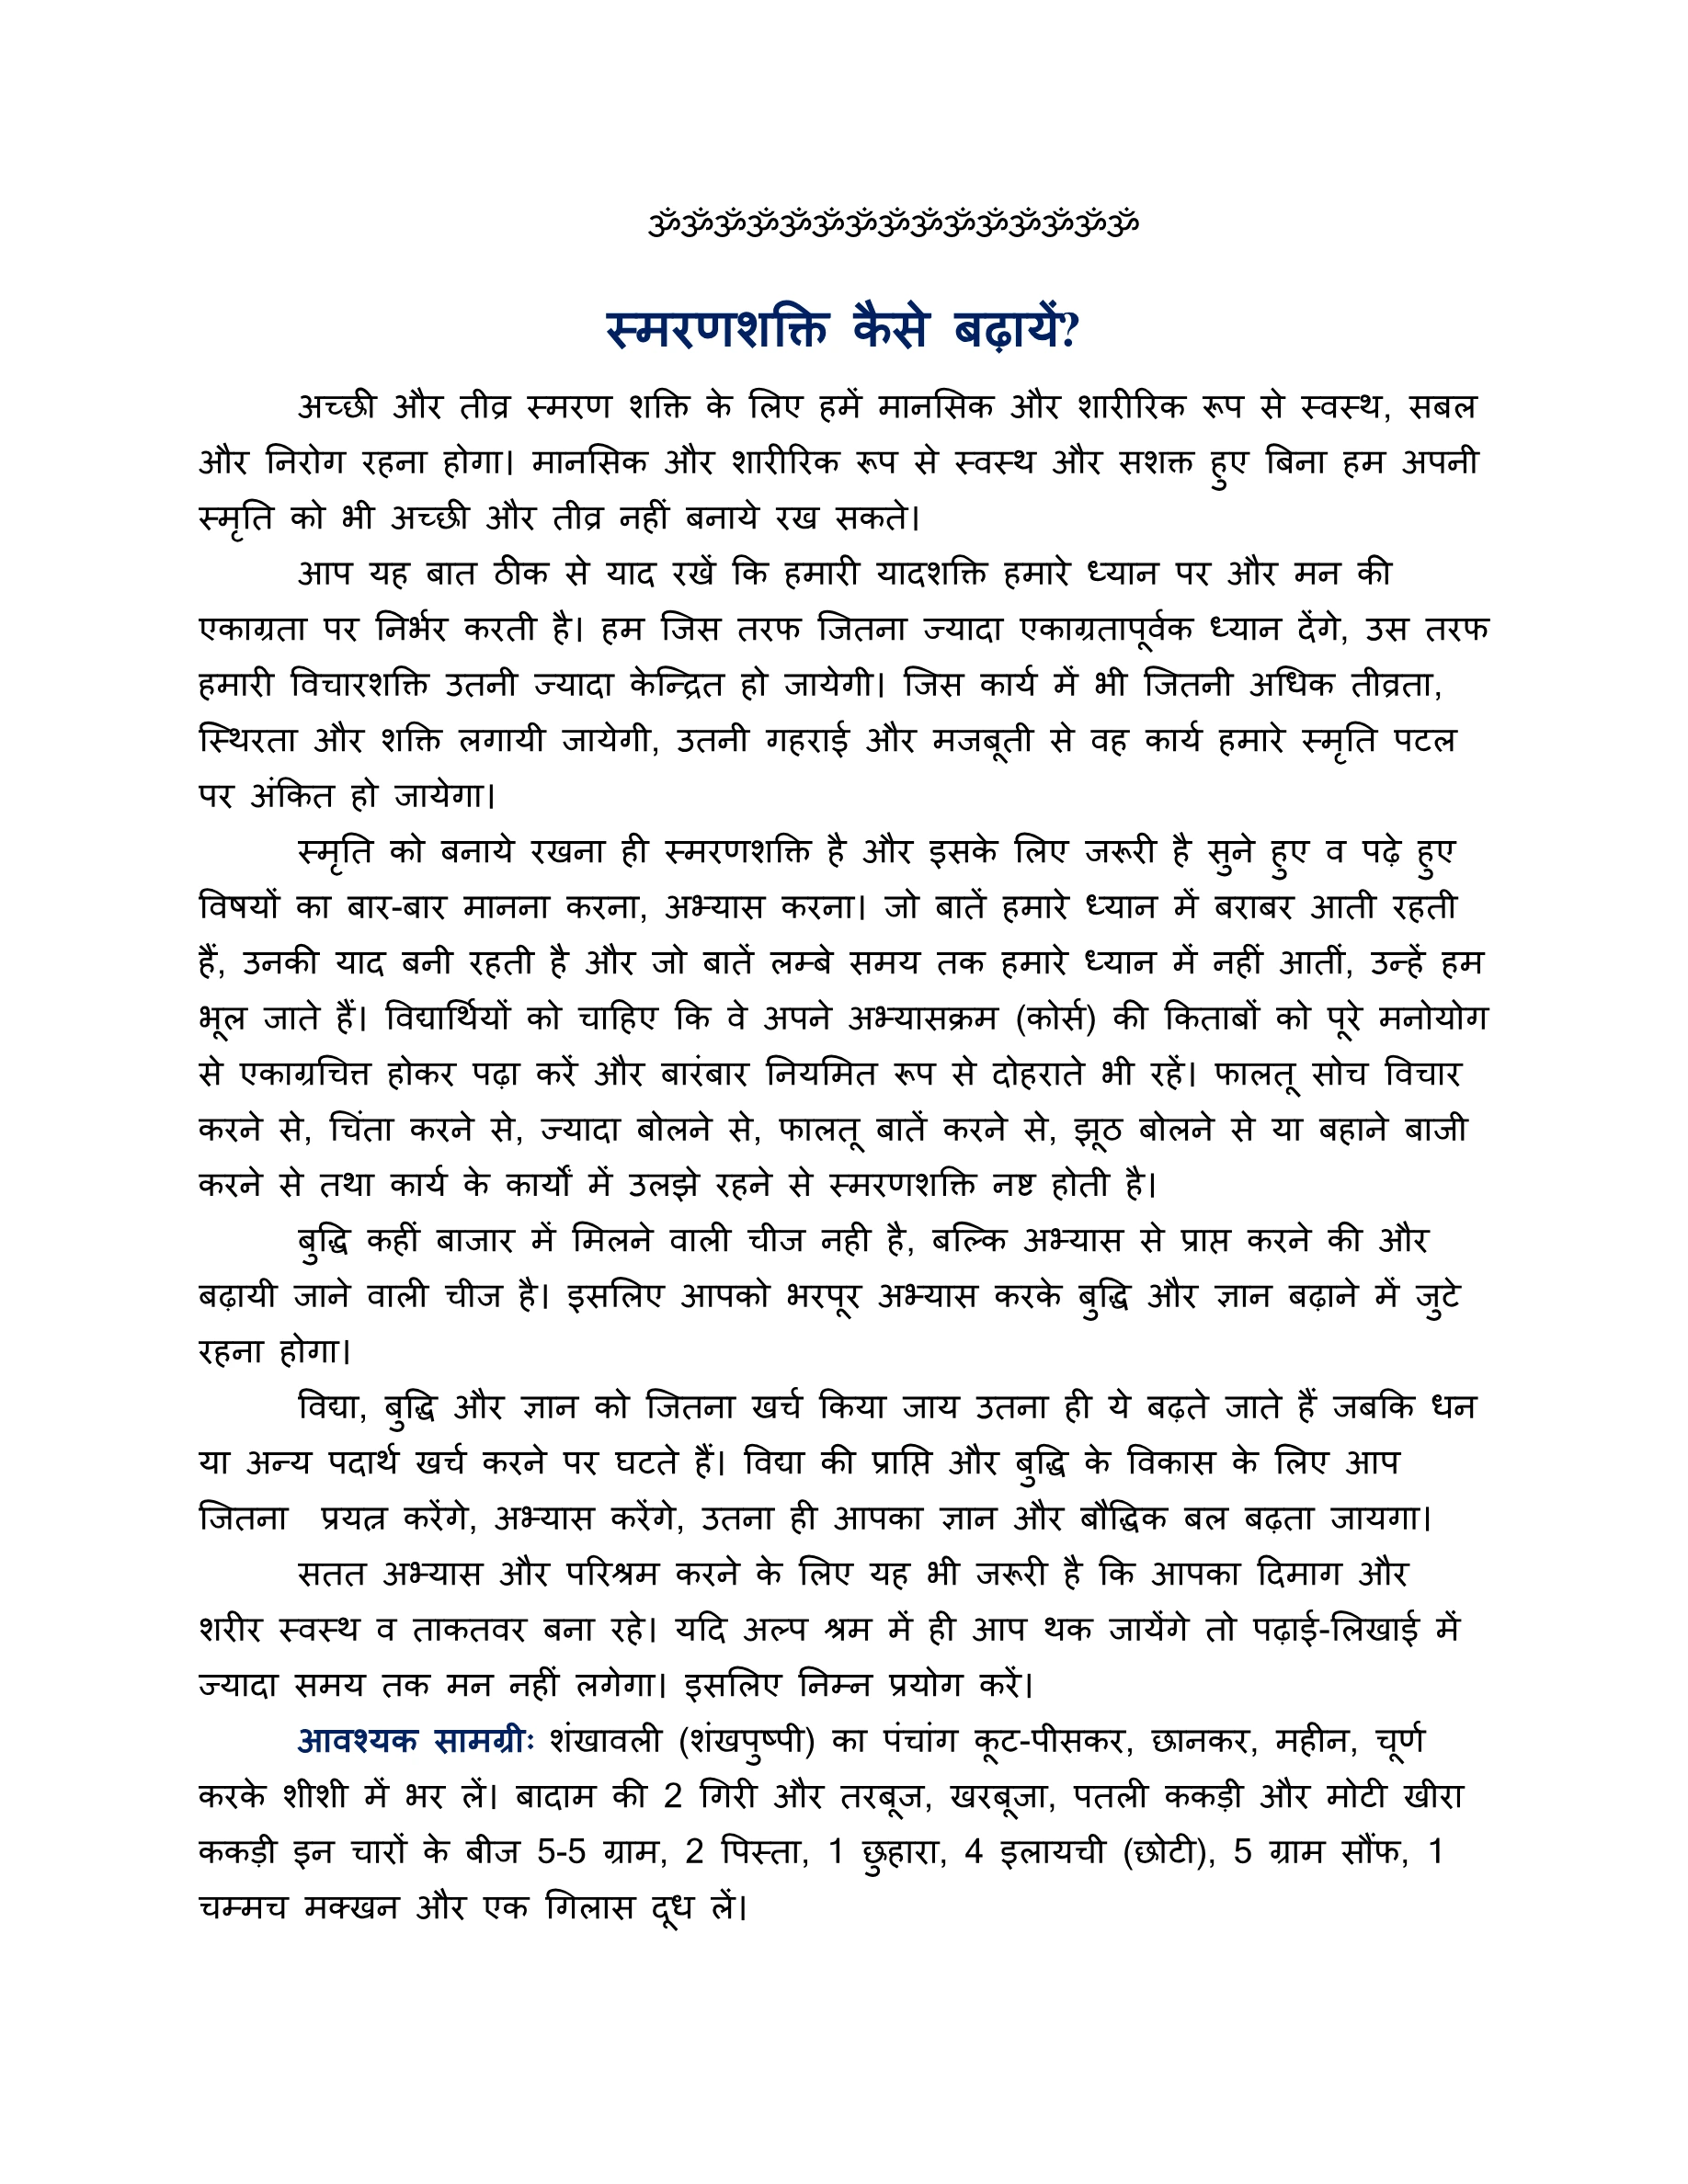 ॐॐॐॐॐॐॐॐॐॐॐॐॐॐॐ
स्मरणशक्ति कैसे बढ़ायें?
अच्छी और तीव्र स्मरण शक्ति के लिए हमें मानसिक और शारीरिक रूप से स्वस्थ, सबल
और निरोग रहना होगा। मानसिक और शारीरिक रूप से स्वस्थ और सशक्त हुए बिना हम अपनी
स्मृति को भी अच्छी और तीव्र नहीं बनाये रख सकते।
आप यह बात ठीक से याद रखें कि हमारी यादशक्ति हमारे ध्यान पर और मन की
एकाग्रता पर निर्भर करती है। हम जिस तरफ जितना ज्यादा एकाग्रतापूर्वक ध्यान देंगे, उस तरफ
हमारी विचारशक्ति उतनी ज्यादा केन्द्रित हो जायेगी। जिस कार्य में भी जितनी अधिक तीव्रता,
स्थिरता और शक्ति लगायी जायेगी, उतनी गहराई और मजबूती से वह कार्य हमारे स्मृति पटल
पर अंकित हो जायेगा।
स्मृति को बनाये रखना ही स्मरणशक्ति है और इसके लिए जरूरी है सुने हुए व पढ़े हुए
विषयों का बार-बार मानना करना, अभ्यास करना। जो बातें हमारे ध्यान में बराबर आती रहती
हैं, उनकी याद बनी रहती है और जो बातें लम्बे समय तक हमारे ध्यान में नहीं आतीं, उन्हें हम
भूल जाते हैं। विद्यार्थियों को चाहिए कि वे अपने अभ्यासक्रम (कोर्स) की किताबों को पूरे मनोयोग
से एकाग्रचित्त होकर पढ़ा करें और बारंबार नियमित रूप से दोहराते भी रहें। फालतू सोच विचार
करने से, चिंता करने से, ज्यादा बोलने से, फालतू बातें करने से, झूठ बोलने से या बहाने बाजी
करने से तथा कार्य के कार्यों में उलझे रहने से स्मरणशक्ति नष्ट होती है।
बुद्धि कहीं बाजार में मिलने वाली चीज नही है, बल्कि अभ्यास से प्राप्त करने की और
बढ़ायी जाने वाली चीज है। इसलिए आपको भरपूर अभ्यास करके बुद्धि और ज्ञान बढ़ाने में जुटे
रहना होगा।
विद्या, बुद्धि और ज्ञान को जितना खर्च किया जाय उतना ही ये बढ़ते जाते हैं जबकि धन
या अन्य पदार्थ खर्च करने पर घटते हैं। विद्या की प्राप्ति और बुद्धि के विकास के लिए आप
जितना प्रयत्न करेंगे, अभ्यास करेंगे, उतना ही आपका ज्ञान और बौद्धिक बल बढ़ता जायगा।
सतत अभ्यास और परिश्रम करने के लिए यह भी जरूरी है कि आपका दिमाग और
शरीर स्वस्थ व ताकतवर बना रहे। यदि अल्प श्रम में ही आप थक जायेंगे तो पढ़ाई-लिखाई में
ज्यादा समय तक मन नहीं लगेगा। इसलिए निम्न प्रयोग करें।
आवश्यक सामग्रीः शंखावली (शंखपुष्पी) का पंचांग कूट-पीसकर, छानकर, महीन, चूर्ण
करके शीशी में भर लें। बादाम की 2 गिरी और तरबूज, खरबूजा, पतली ककड़ी और मोटी खीरा
ककड़ी इन चारों के बीज 5-5 ग्राम, 2 पिस्ता, 1 छुहारा, 4 इलायची (छोटी), 5 ग्राम सौंफ, 1
चम्मच मक्खन और एक गिलास दूध लें।